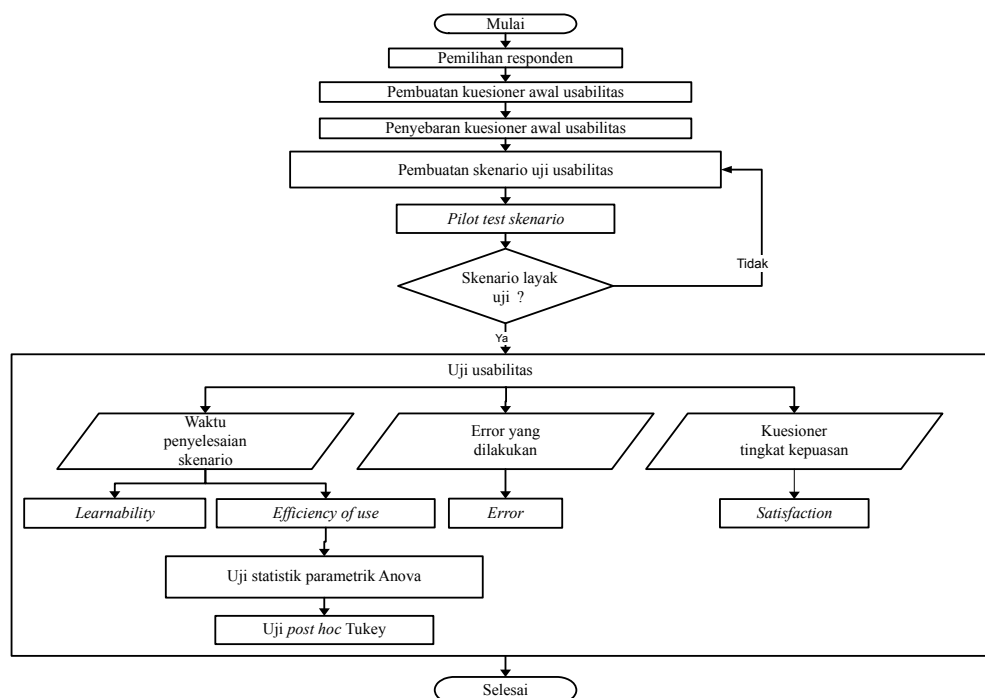 Mulai
Pemilihan responden
Pembuatan kuesioner awal usabilitas
Penyebaran kuesioner awal usabilitas
Pembuatan skenario uji usabilitas
Pilot test skenario
Skenario layak
uji ?
Tidak
Ya
Uji usabilitas
Waktu
penyelesaian
skenario
Error yang
dilakukan
Kuesioner
tingkat kepuasan
Learnability
Efficiency of use
Error
Satisfaction
Uji statistik parametrik Anova
Uji post hoc Tukey
Selesai